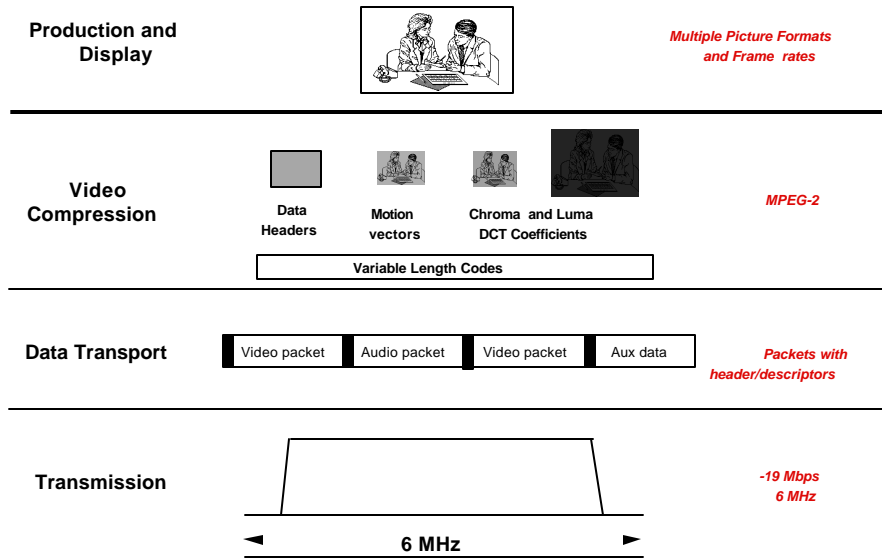 Production and
Display
Multiple Picture Formats
and Frame rates
Video
Compression
Data
Headers
Motion
vectors
Chroma and Luma
DCT Coefficients
MPEG-2
Variable Length Codes
Data Transport
Video packet
Audio packet
Video packet
Aux data
Packets with
header/descriptors
Transmission
-19 Mbps
6 MHz
6 MHz